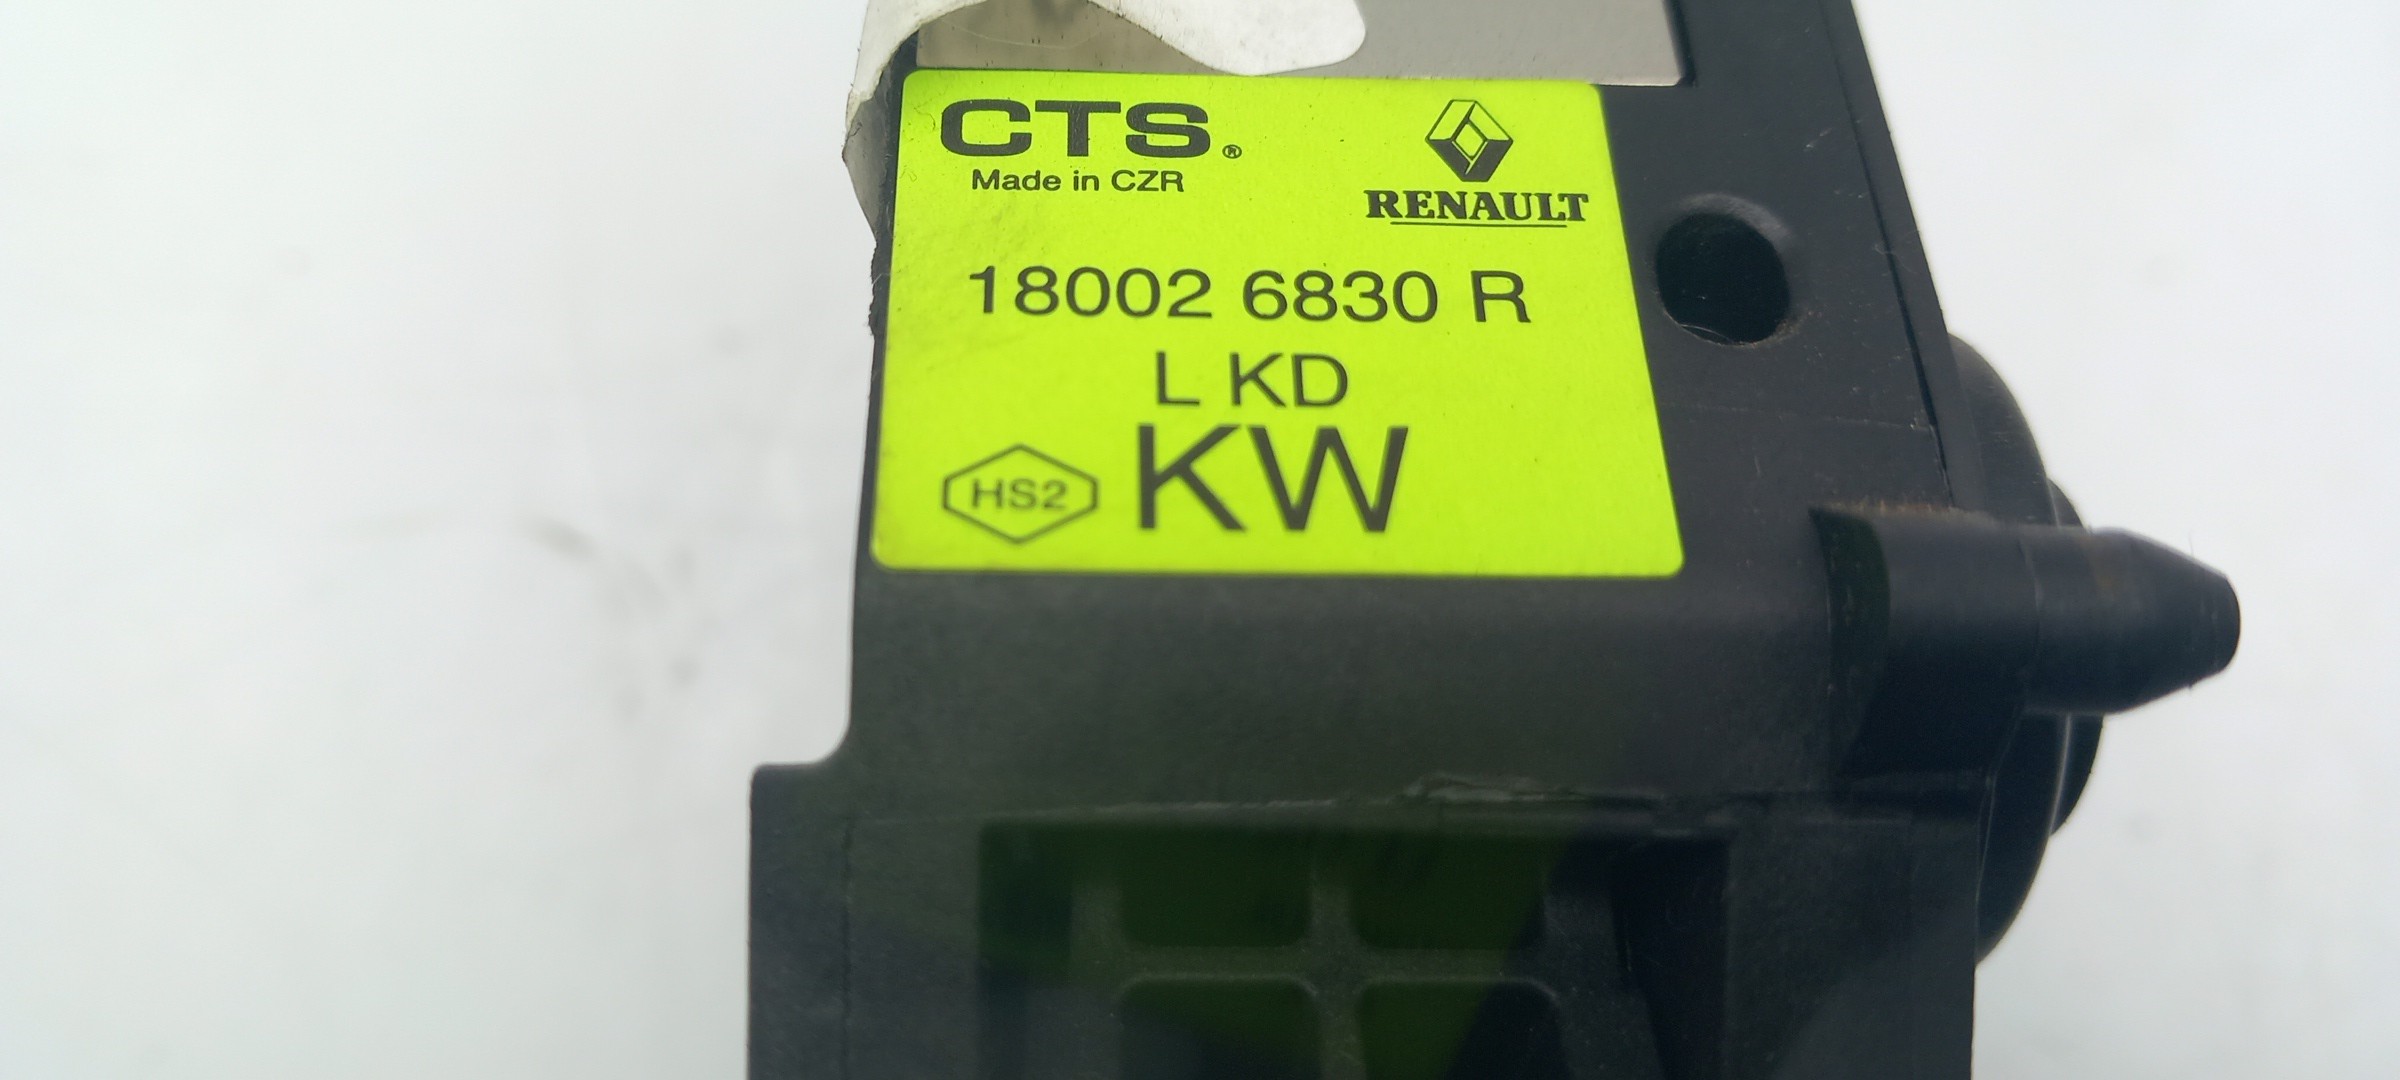 CTS®
Made in CZR
RENAULT
18002 6830 R
L KD
HS2 KW